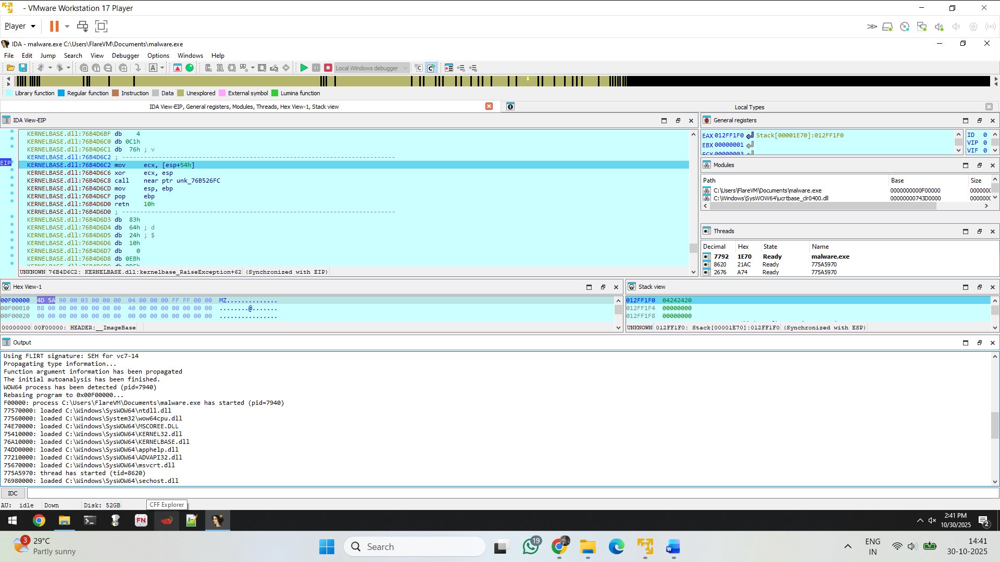 - VMware Workstation 17 Player
Player
IDA - malware.exe C:\Users\FlareVM\Documents\malware.exe
File Edit Jump Search View Debugger Options Windows Help
Local Windows debugger
Library function Regular function Instruction Data Unexplored External symbol Lumina function
IDA View-EIP, General registers, Modules, Threads, Hex View-1, Stack view
Local Types
IDA View-EIP
KERNELBASE.dll:76B4D6BF db 4
KERNELBASE.dll:76B4D6C0 db 0C1h
KERNELBASE.dll:76B4D6C1 db 76h ; v
KERNELBASE.dll:76B4D6C2 ; ---------------------------------------------------------------------------
EIP
KERNELBASE.dll:76B4D6C2 mov ecx, [esp+54h]
KERNELBASE.dll:76B4D6C6 xor ecx, esp
KERNELBASE.dll:76B4D6C8 call near ptr unk_76B526FC
KERNELBASE.dll:76B4D6CD mov esp, ebp
KERNELBASE.dll:76B4D6CF pop ebp
KERNELBASE.dll:76B4D6D0 retn 10h
KERNELBASE.dll:76B4D6D0 ; ---------------------------------------------------------------------------
KERNELBASE.dll:76B4D6D3 db 83h
KERNELBASE.dll:76B4D6D4 db 64h ; d
KERNELBASE.dll:76B4D6D5 db 24h ; $
KERNELBASE.dll:76B4D6D6 db 10h
KERNELBASE.dll:76B4D6D7 db 0
KERNELBASE.dll:76B4D6D8 db 0EBh
UNKNOWN 76B4D6C2: KERNELBASE.dll:kernelbase_RaiseException+62 (Synchronized with EIP)
General registers
EAX 012FF1F0 Stack[00001E70]:012FF1F0
EBX 00000001
ECX 00000003
ID 0
VIP 0
VIF 0
Modules
Path Base Size
C:\Users\FlareVM\Documents\malware.exe 0000000000F00000 0000000
C:\Windows\SysWOW64\ucrtbase_clr0400.dll 00000000743D0000 0000000
Threads
Decimal Hex State Name
7792 1E70 Ready malware.exe
8620 21AC Ready 775A5970
2676 A74 Ready 775A5970
Hex View-1
00F00000 4D 5A 90 00 03 00 00 00 04 00 00 00 FF FF 00 00 MZ..............
00F00010 B8 00 00 00 00 00 00 00 40 00 00 00 00 00 00 00 ........@.......
00F00020 00 00 00 00 00 00 00 00 00 00 00 00 00 00 00 00 ................
00000000 00F00000: HEADER:__ImageBase
Stack view
012FF1F0 04242420
012FF1F4 00000000
012FF1F8 00000000
UNKNOWN 012FF1F0: Stack[00001E70]:012FF1F0 (Synchronized with ESP)
Output
Using FLIRT signature: SEH for vc7-14
Propagating type information...
Function argument information has been propagated
The initial autoanalysis has been finished.
WOW64 process has been detected (pid=7940)
Rebasing program to 0x00F00000...
F00000: process C:\Users\FlareVM\Documents\malware.exe has started (pid=7940)
77570000: loaded C:\Windows\SysWOW64\ntdll.dll
77560000: loaded C:\Windows\System32\wow64cpu.dll
74E70000: loaded C:\Windows\SysWOW64\MSCOREE.DLL
75410000: loaded C:\Windows\SysWOW64\KERNEL32.dll
76A10000: loaded C:\Windows\SysWOW64\KERNELBASE.dll
74DD0000: loaded C:\Windows\SysWOW64\apphelp.dll
77210000: loaded C:\Windows\SysWOW64\ADVAPI32.dll
75670000: loaded C:\Windows\SysWOW64\msvcrt.dll
775A5970: thread has started (tid=8620)
76980000: loaded C:\Windows\SysWOW64\sechost.dll
IDC
AU: idle Down Disk: 52GB
CFF Explorer
FN
2:41 PM
10/30/2025
2
3
29°C
Partly sunny
Search
19
ENG
IN
14:41
30-10-2025